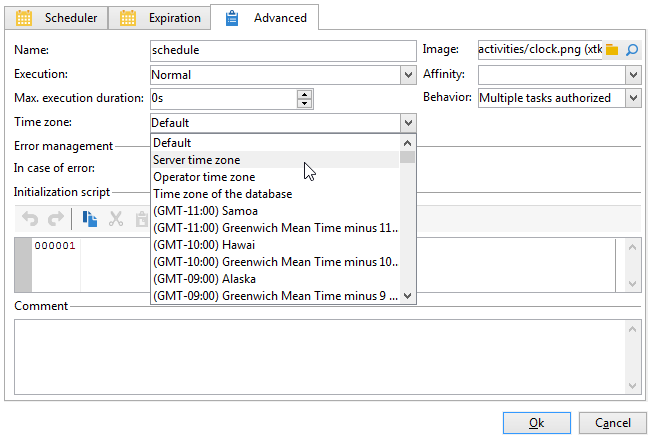 Scheduler Expiration Advanced
Name: schedule Image: activities/clock.png (xtk
Execution: Normal Affinity:
Max. execution duration: 0s Behavior: Multiple tasks authorized
Time zone: Default
Error management
In case of error:
Initialization script
000001
Default
Server time zone
Operator time zone
Time zone of the database
(GMT-11:00) Samoa
(GMT-11:00) Greenwich Mean Time minus 11...
(GMT-10:00) Hawai
(GMT-10:00) Greenwich Mean Time minus 10...
(GMT-09:00) Alaska
(GMT-09:00) Greenwich Mean Time minus 9 ...
Comment
Ok Cancel